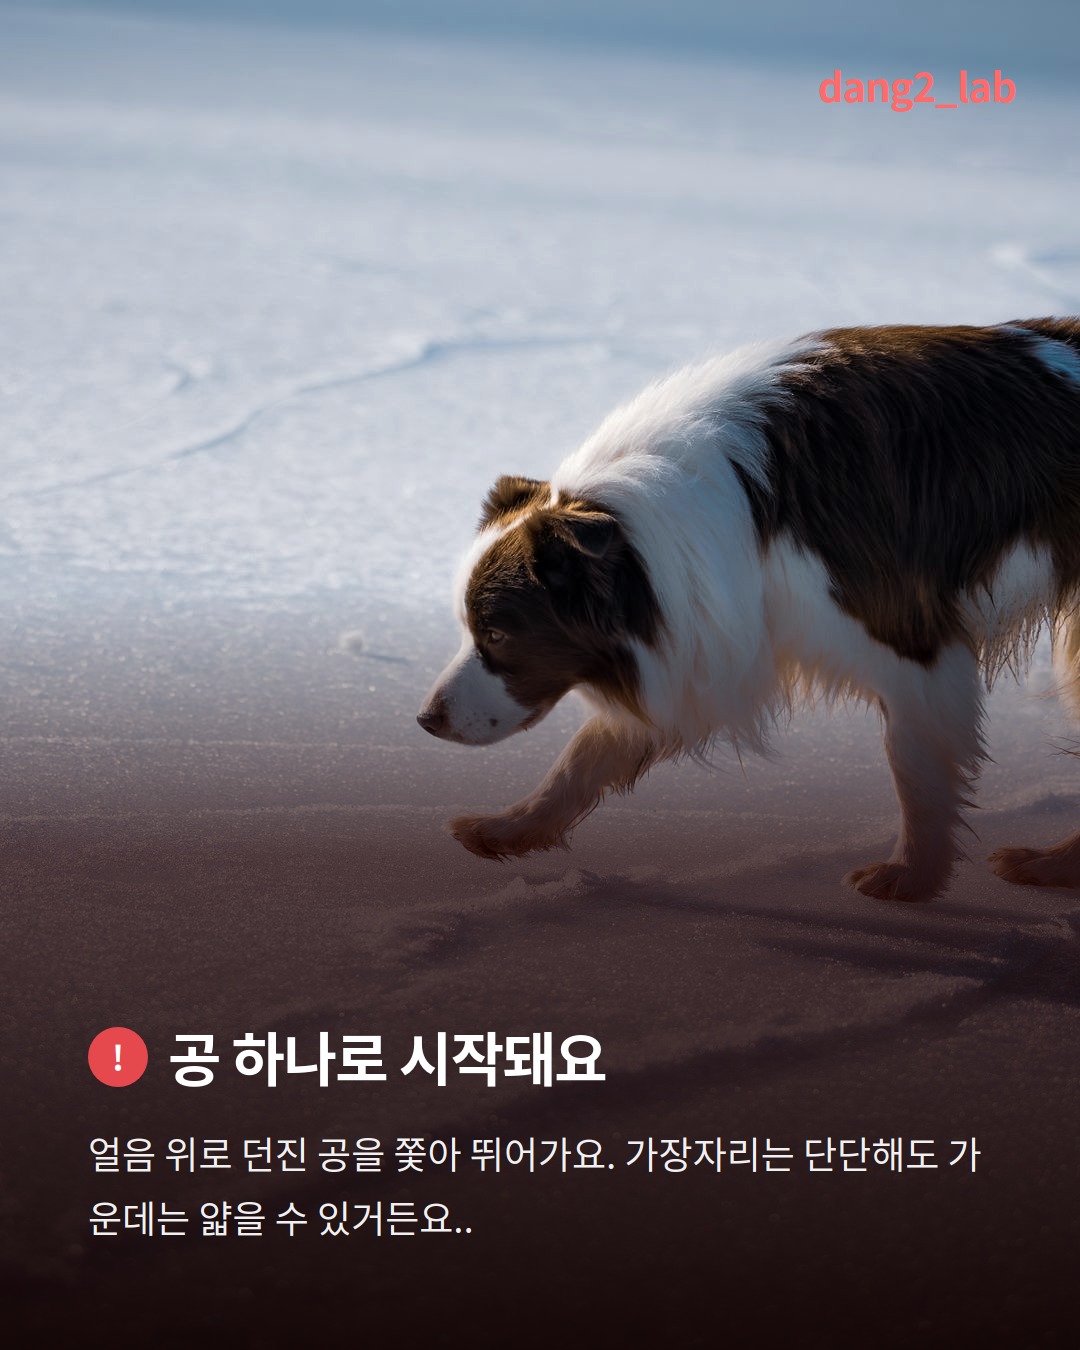 dang2_lab
! 공 하나로 시작돼요
얼음 위로 던진 공을 쫓아 뛰어가요. 가장자리는 단단해도 가
운데는 얇을 수 있거든요..